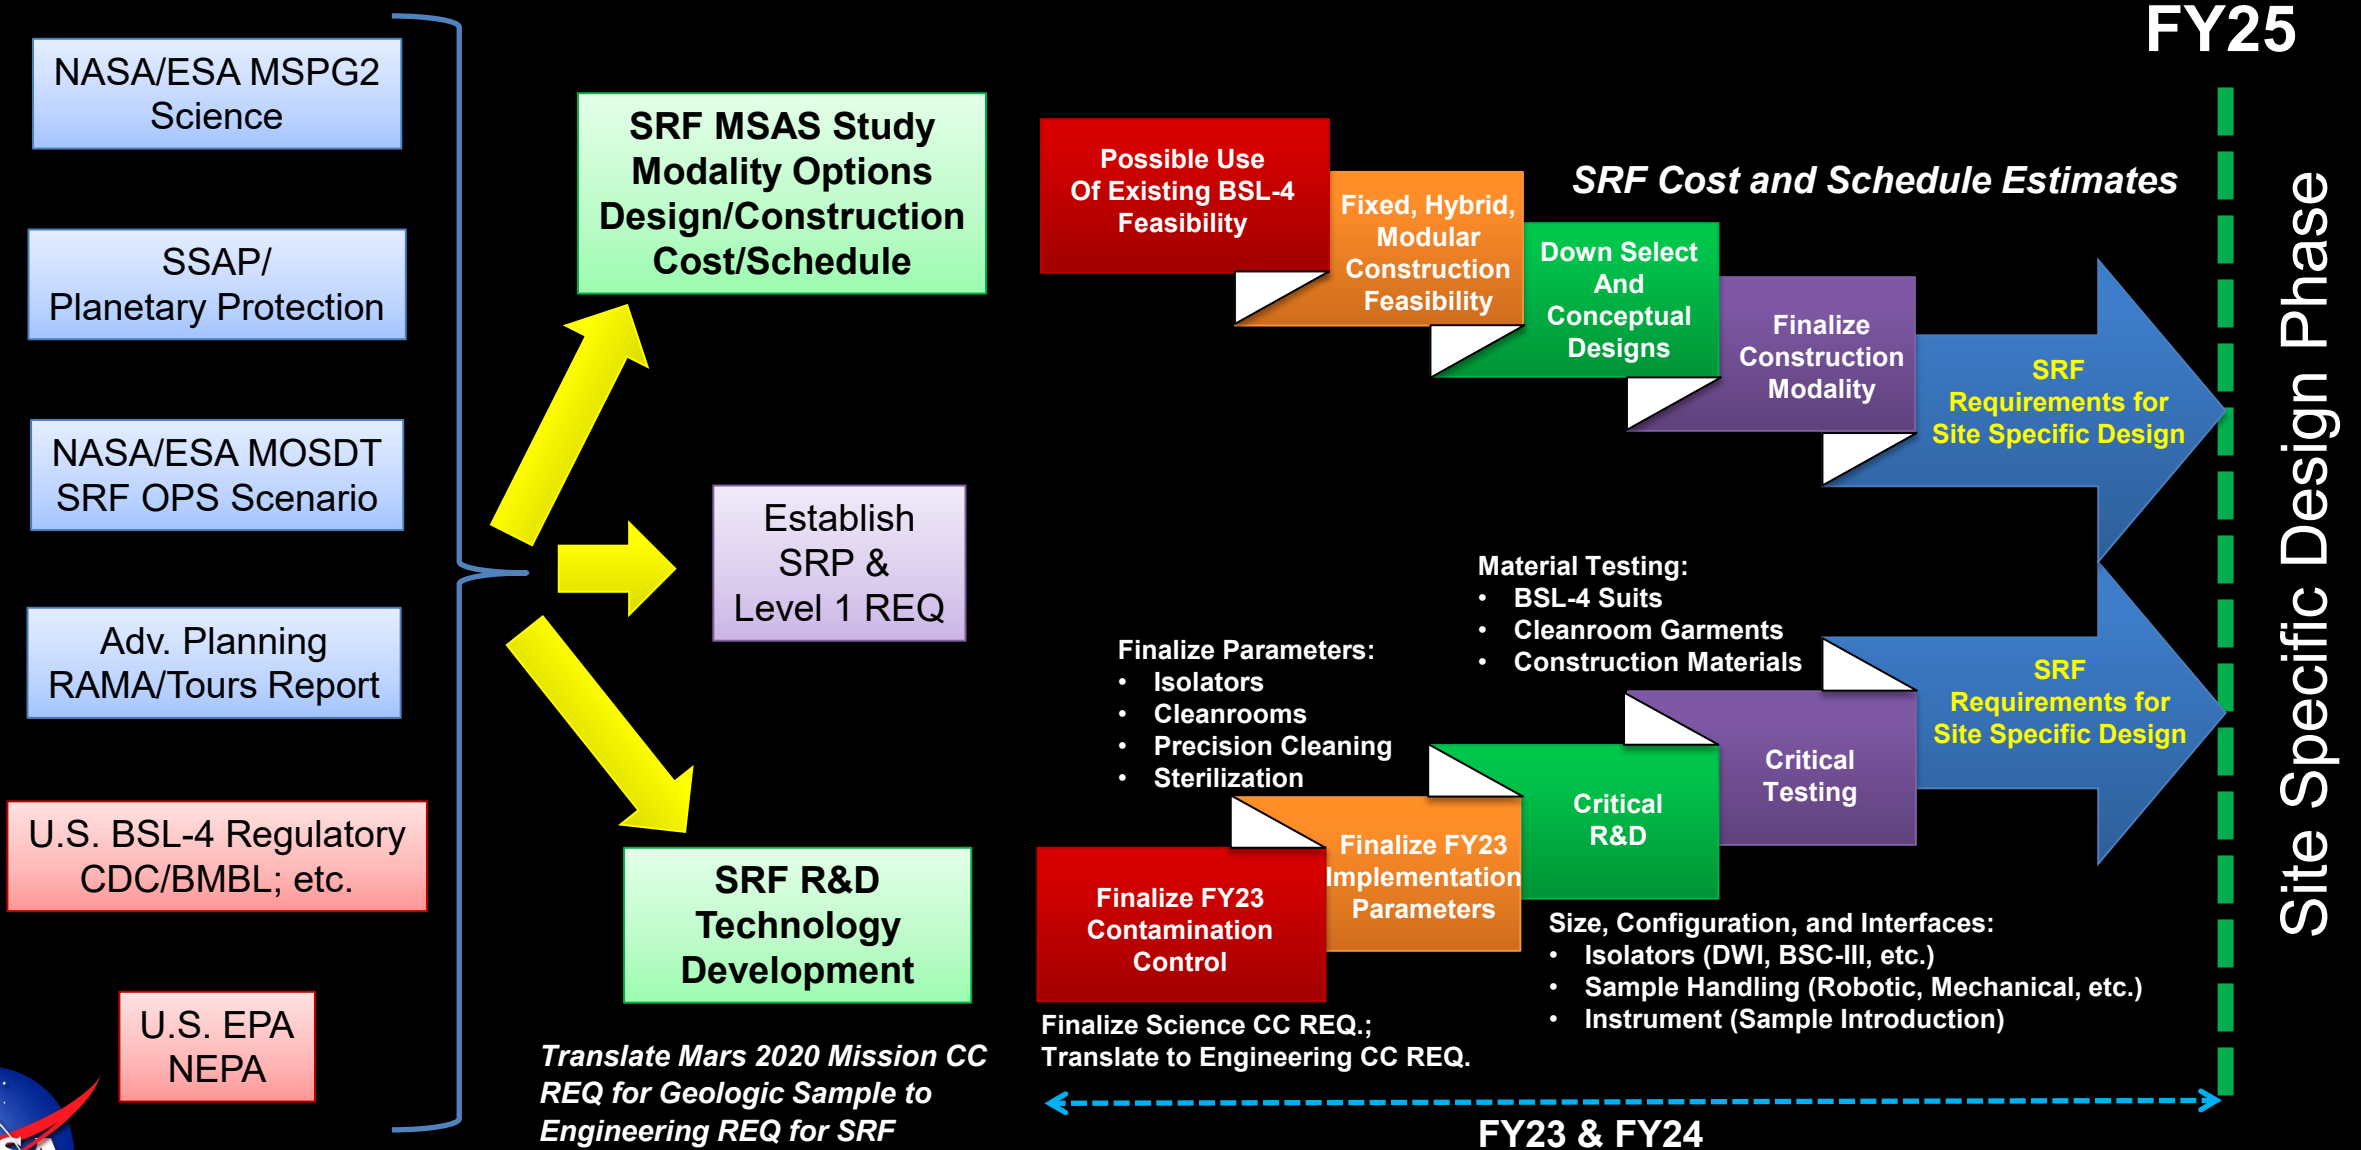 NASA/ESA MSPG2
Science
SSAP/
Planetary Protection
NASA/ESA MOSDT
SRF OPS Scenario
Adv. Planning
RAMA/Tours Report
U.S. BSL-4 Regulatory
CDC/BMBL; etc.
U.S. EPA
NEPA
SRF MSAS Study
Modality Options
Design/Construction
Cost/Schedule
Establish
SRP &
Level 1 REQ
SRF R&D
Technology
Development
Translate Mars 2020 Mission CC
REQ for Geologic Sample to
Engineering REQ for SRF
Possible Use
Of Existing BSL-4
Feasibility
Fixed, Hybrid,
Modular
Construction
Feasibility
Down Select
And
Conceptual
Designs
Finalize
Construction
Modality
SRF
Requirements for
Site Specific Design
SRF Cost and Schedule Estimates
Finalize Parameters:
• Isolators
• Cleanrooms
• Precision Cleaning
• Sterilization
Material Testing:
• BSL-4 Suits
• Cleanroom Garments
• Construction Materials
Finalize FY23
Contamination
Control
Finalize FY23
Implementation
Parameters
Critical
R&D
Critical
Testing
SRF
Requirements for
Site Specific Design
Finalize Science CC REQ.;
Translate to Engineering CC REQ.
Size, Configuration, and Interfaces:
• Isolators (DWI, BSC-III, etc.)
• Sample Handling (Robotic, Mechanical, etc.)
• Instrument (Sample Introduction)
FY23 & FY24
FY25
Site Specific Design Phase